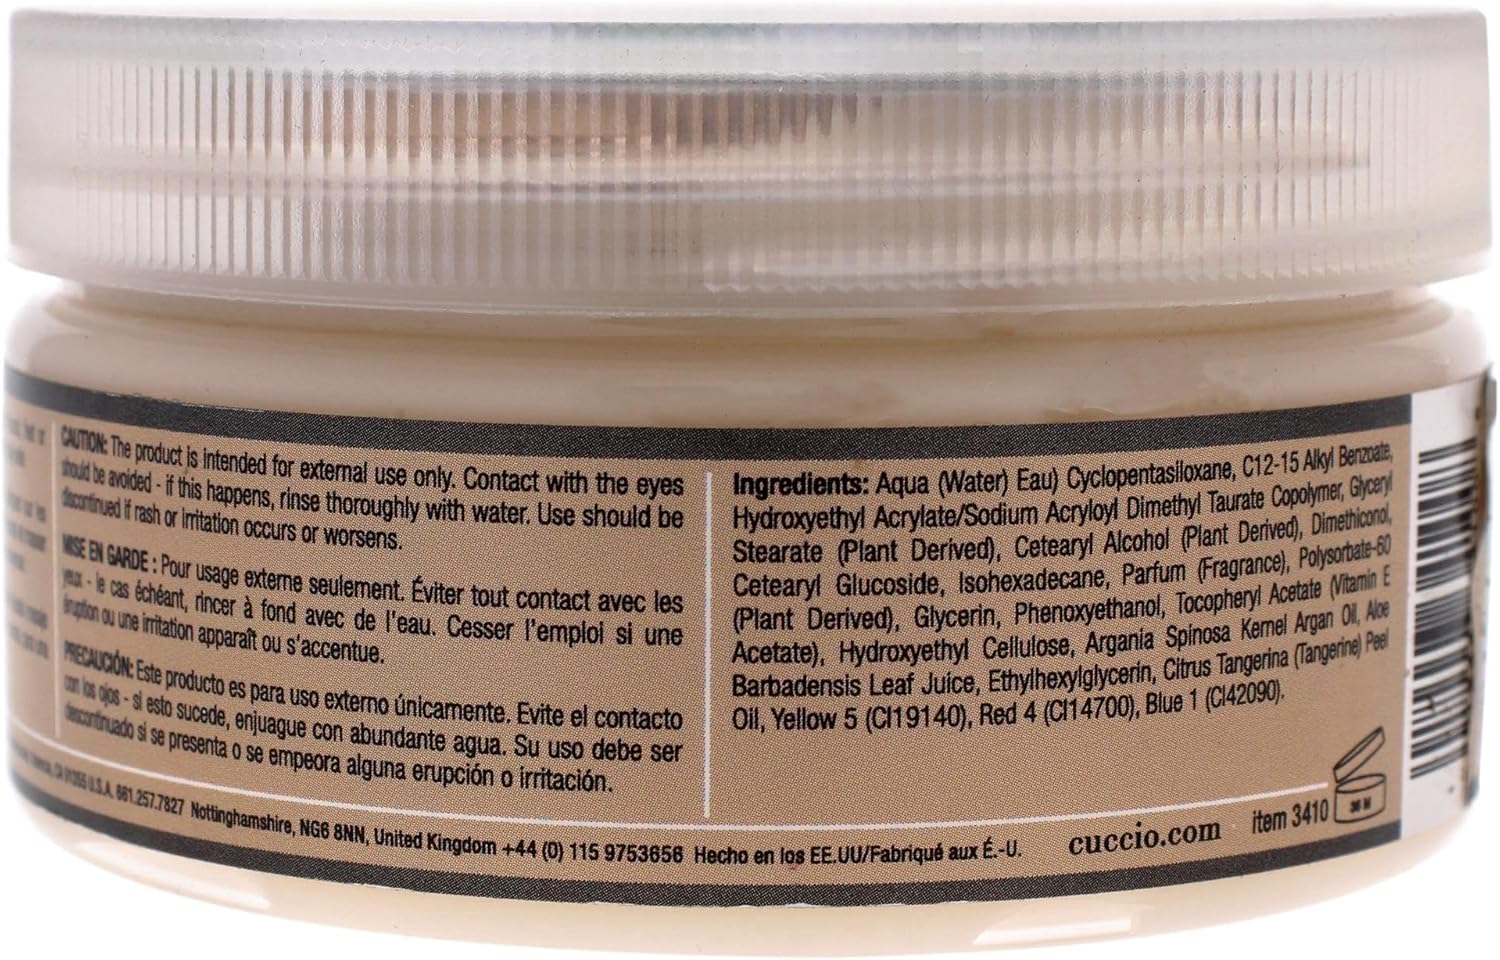 CAUTION: The product is intended for external use only. Contact with the eyes
should be avoided - if this happens, rinse thoroughly with water. Use should be
discontinued if rash or irritation occurs or worsens.
MISE EN GARDE : Pour usage externe seulement. Éviter tout contact avec les
yeux - le cas échéant, rincer à fond avec de l'eau. Cesser l'emploi si une
éruption ou une irritation apparaît ou s'accentue.
PRECAUCIÓN: Este producto es para uso externo únicamente. Evite el contacto
con los ojos - si esto sucede, enjuague con abundante agua. Su uso debe ser
descontinuado si se presenta o se empeora alguna erupción o irritación.
Ingredients: Aqua (Water) Eau) Cyclopentasiloxane, C12-15 Alkyl Benzoate,
Hydroxyethyl Acrylate/Sodium Acryloyl Dimethyl Taurate Copolymer, Glyceryl
Stearate (Plant Derived), Cetearyl Alcohol (Plant Derived), Dimethiconol,
Cetearyl Glucoside, Isohexadecane, Parfum (Fragrance), Polysorbate-60
(Plant Derived), Glycerin, Phenoxyethanol, Tocopheryl Acetate (Vitamin E
Acetate), Hydroxyethyl Cellulose, Argania Spinosa Kernel Argan Oil, Aloe
Barbadensis Leaf Juice, Ethylhexylglycerin, Citrus Tangerina (Tangerine) Peel
Oil, Yellow 5 (CI19140), Red 4 (CI14700), Blue 1 (CI42090).
CA 91355 U.S.A. 661.257.7827 Nottinghamshire, NG6 8NN, United Kingdom +44 (0) 115 9753656 Hecho en los EE.UU/Fabriqué aux É.-U.
cuccio.com item 3410
36 M